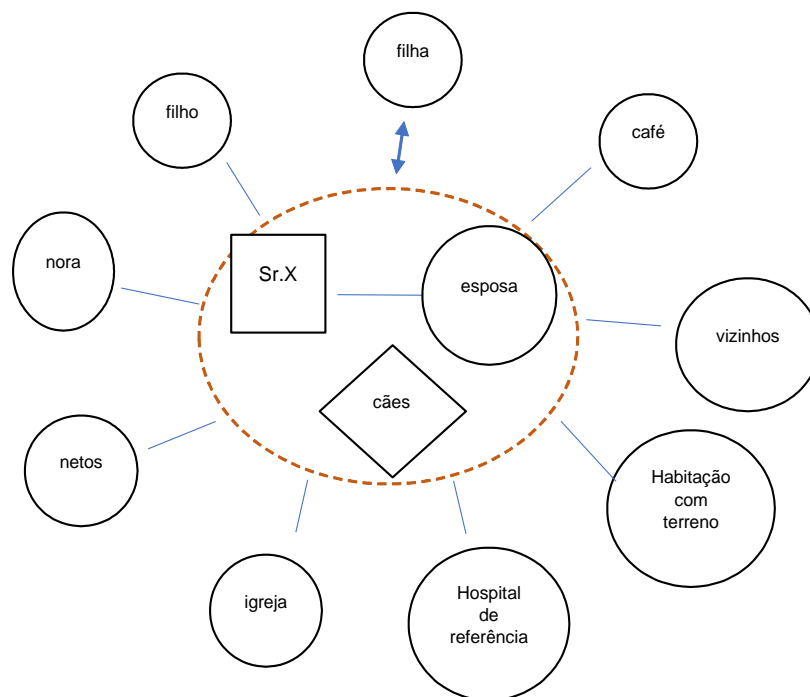 filha
filho
café
nora
Sr.X
esposa
vizinhos
cães
netos
Habitação
com
terreno
igreja
Hospital
de
referência